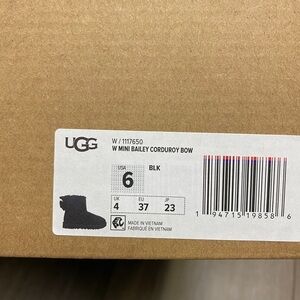 UGG
W / 1117650
W MINI BAILEY CORDUROY BOW
USA
6
BLK
UK EU JP
4 37 23
MADE IN VIETNAM
FABRIQUÉ EN VIETNAM
1 94715 19858 6